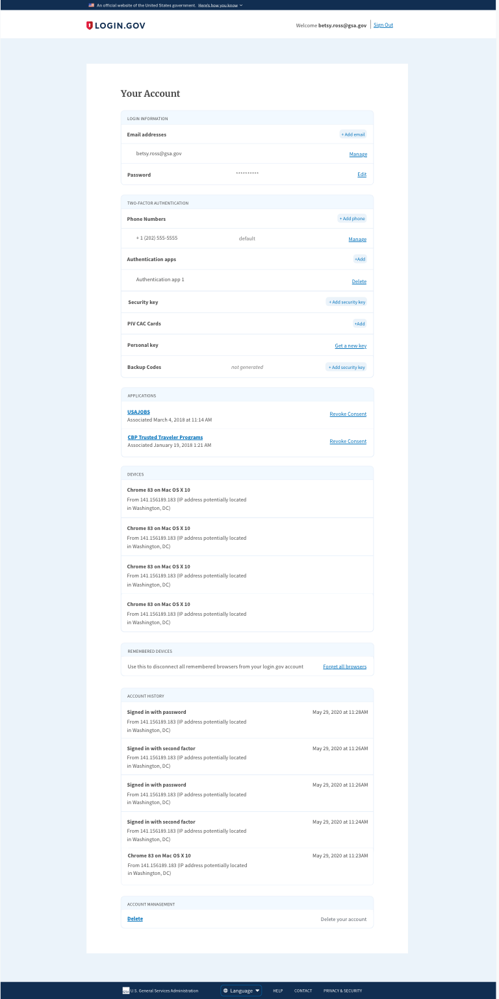 An official website of the United States government. Here's how you know
LOGIN.GOV
Welcome betsy.ross@gsa.gov Sign Out
Your Account
LOGIN INFORMATION
Email addresses + Add email
betsy.ross@gsa.gov Manage
Password ********** Edit
TWO-FACTOR AUTHENTICATION
Phone Numbers + Add phone
+ 1 (202) 555-5555 default Manage
Authentication apps +Add
Authentication app 1 Delete
Security key + Add security key
PIV CAC Cards +Add
Personal key Get a new key
Backup Codes not generated + Add security key
APPLICATIONS
USAJOBS
Associated March 4, 2018 at 11:14 AM Revoke Consent
CBP Trusted Traveler Programs
Associated January 19, 2018 1:21 AM Revoke Consent
DEVICES
Chrome 83 on Mac OS X 10
From 141.156189.183 (IP address potentially located
in Washington, DC)
Chrome 83 on Mac OS X 10
From 141.156189.183 (IP address potentially located
in Washington, DC)
Chrome 83 on Mac OS X 10
From 141.156189.183 (IP address potentially located
in Washington, DC)
Chrome 83 on Mac OS X 10
From 141.156189.183 (IP address potentially located
in Washington, DC)
REMEMBERED DEVICES
Use this to disconnect all remembered browsers from your login.gov account Forget all browsers
ACCOUNT HISTORY
Signed in with password May 29, 2020 at 11:28AM
From 141.156189.183 (IP address potentially located
in Washington, DC)
Signed in with second factor May 29, 2020 at 11:26AM
From 141.156189.183 (IP address potentially located
in Washington, DC)
Signed in with password May 29, 2020 at 11:26AM
From 141.156189.183 (IP address potentially located
in Washington, DC)
Signed in with second factor May 29, 2020 at 11:24AM
From 141.156189.183 (IP address potentially located
in Washington, DC)
Chrome 83 on Mac OS X 10 May 29, 2020 at 11:23AM
From 141.156189.183 (IP address potentially located
in Washington, DC)
ACCOUNT MANAGEMENT
Delete Delete your account
GSA U.S. General Services Administration Language HELP CONTACT PRIVACY & SECURITY